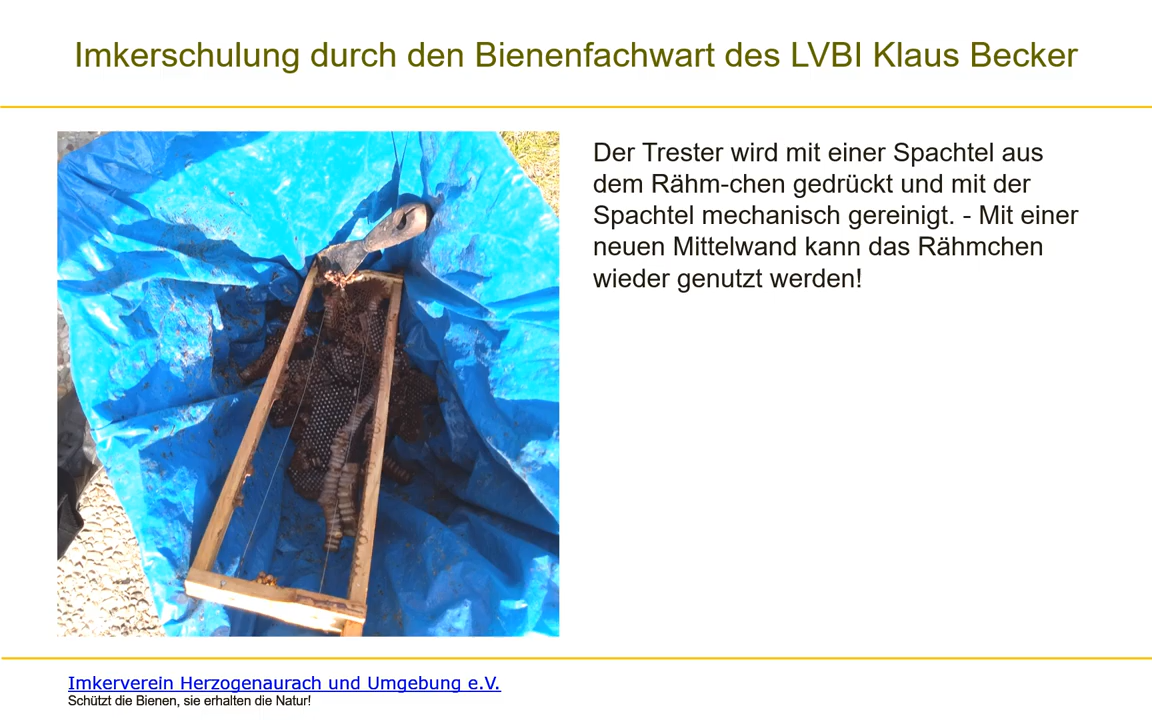 Imkerschulung durch den Bienenfachwart des LVBI Klaus Becker
Der Trester wird mit einer Spachtel aus
dem Rähm-chen gedrückt und mit der
Spachtel mechanisch gereinigt. - Mit einer
neuen Mittelwand kann das Rähmchen
wieder genutzt werden!
Imkerverein Herzogenaurach und Umgebung e.V.
Schützt die Bienen, sie erhalten die Natur!